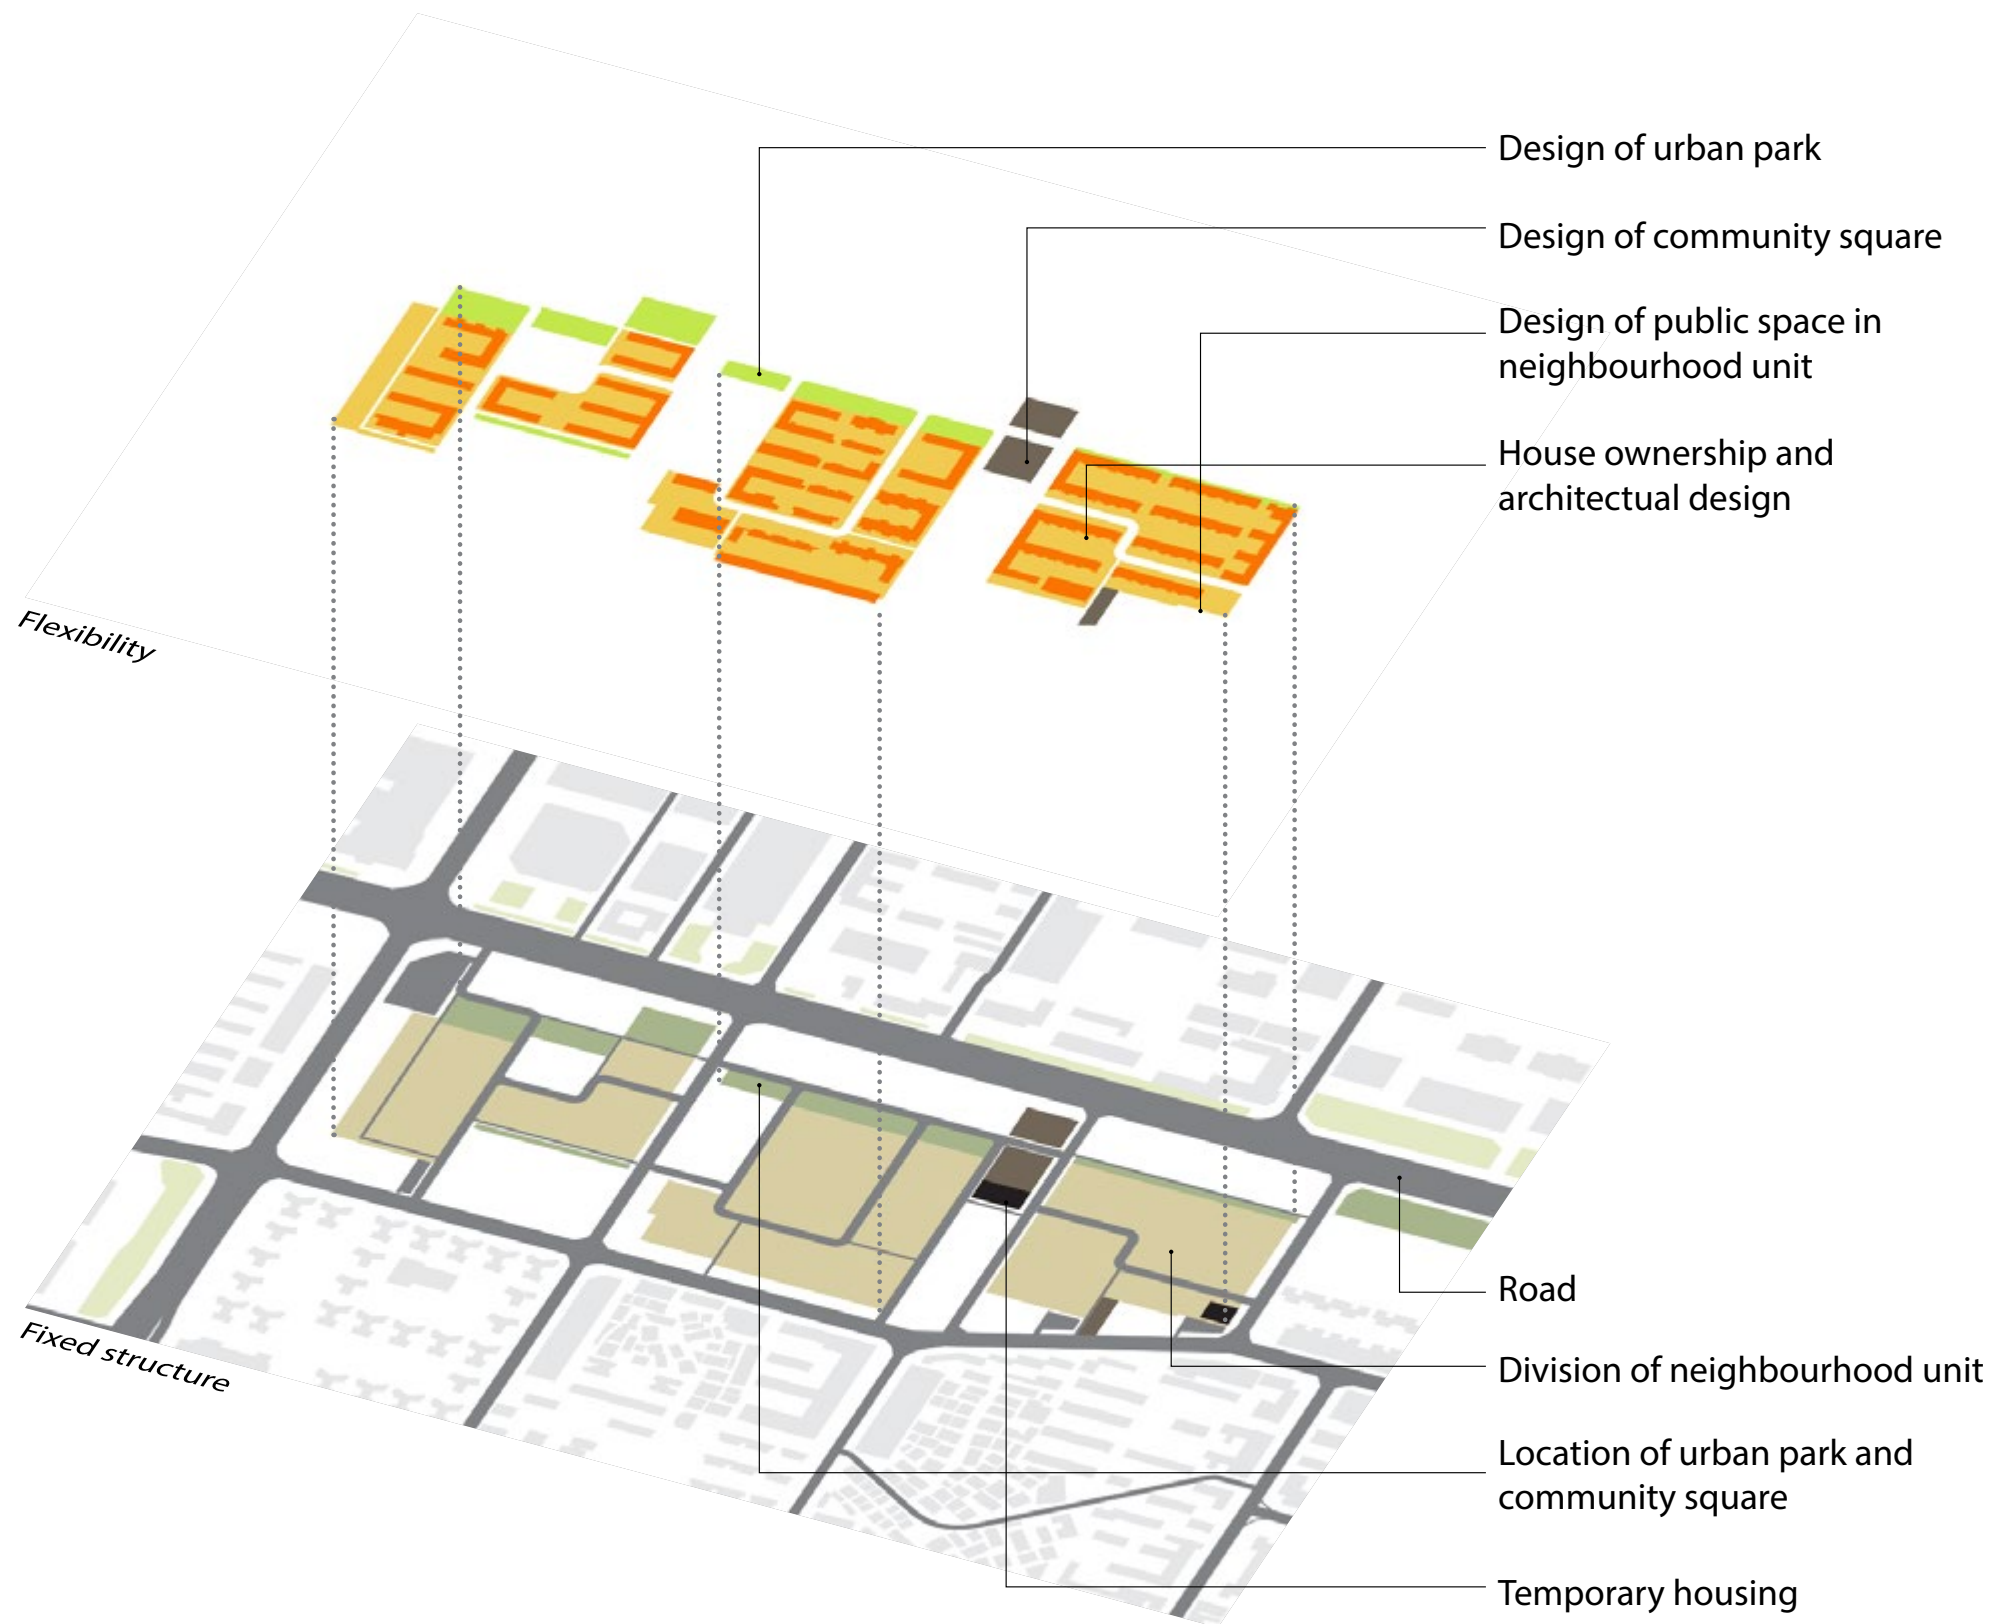 Design of urban park
Design of community square
Design of public space in
neighbourhood unit
House ownership and
architectual design
Flexibility
Road
Fixed structure
Division of neighbourhood unit
Location of urban park and
community square
Temporary housing